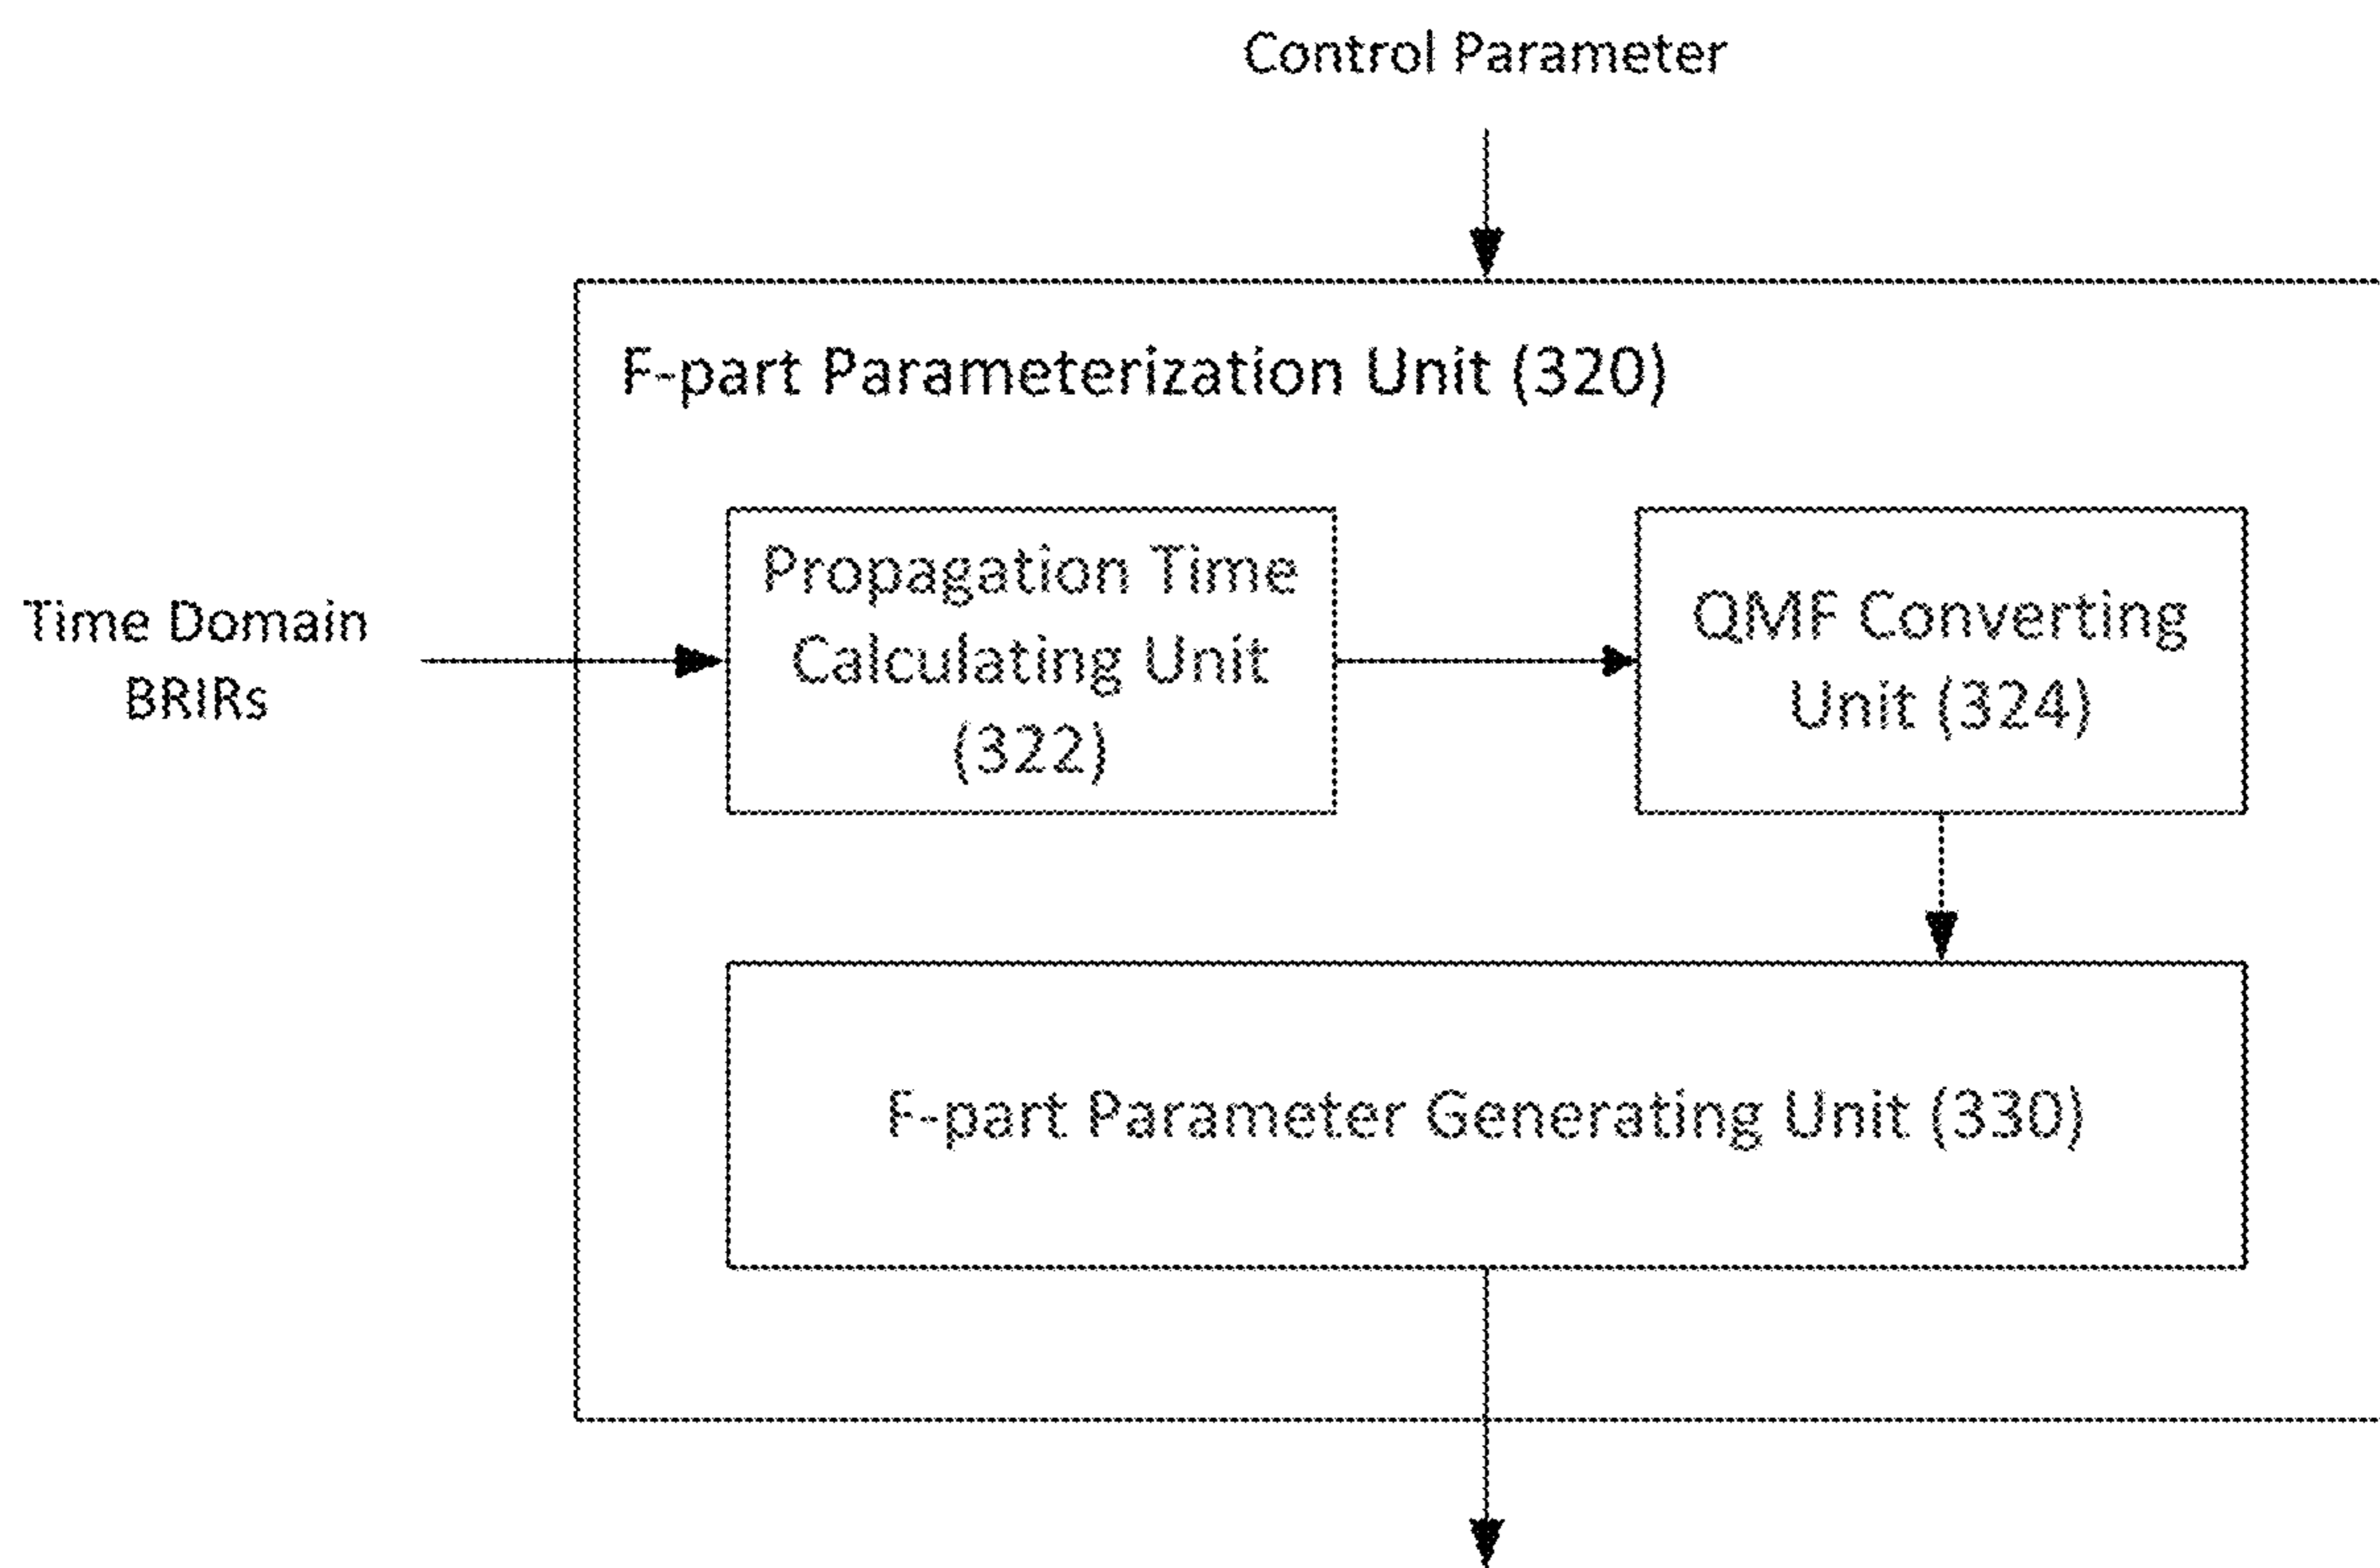 Control Parameter
F-part Parameterization Unit (320)
Time Domain
BRIRs
Propagation Time
Calculating Unit
(322)
QMF Converting
Unit (324)
F-part Parameter Generating Unit (330)